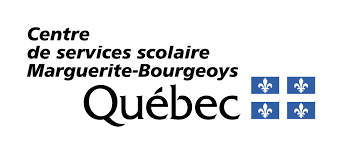 Centre
de services scolaire
Marguerite-Bourgeoys
Québec